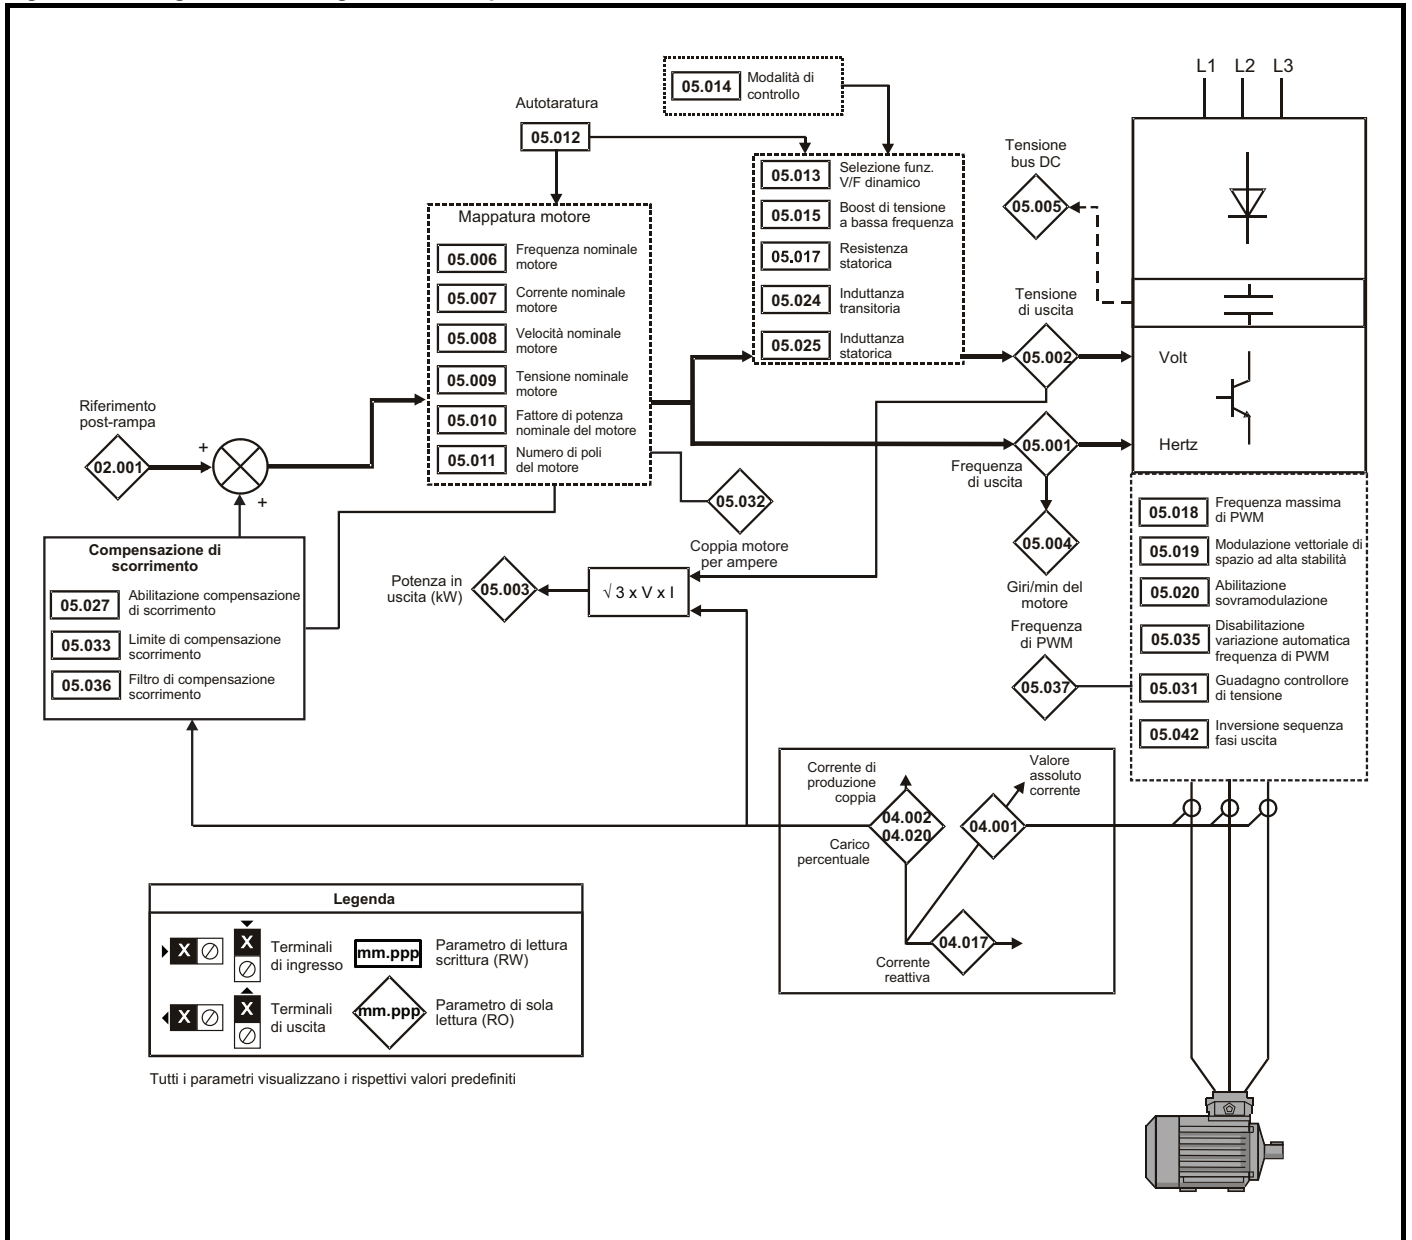 L1 L2 L3
05.014
Modalità di
controllo
Autotaratura
05.012
Tensione
bus DC
05.005
05.013
Selezione funz.
V/F dinamico
05.015
Boost di tensione
a bassa frequenza
05.017
Resistenza
statorica
05.024
Induttanza
transitoria
05.025
Induttanza
statorica
Mappatura motore
05.006
Frequenza nominale
motore
05.007
Corrente nominale
motore
05.008
Velocità nominale
motore
05.009
Tensione nominale
motore
05.010
Fattore di potenza
nominale del motore
05.011
Numero di poli
del motore
Tensione
di uscita
05.002
Volt
Riferimento
post-rampa
02.001
+
+
05.001
Frequenza
di uscita
Hertz
05.032
Coppia motore
per ampere
05.004
Giri/min del
motore
Compensazione di
scorrimento
05.027
Abilitazione compensazione
di scorrimento
05.033
Limite di compensazione
scorrimento
05.036
Filtro di compensazione
scorrimento
Potenza in
uscita (kW)
05.003
√ 3 x V x I
Frequenza
di PWM
05.037
05.018
Frequenza massima
di PWM
05.019
Modulazione vettoriale di
spazio ad alta stabilità
05.020
Abilitazione
sovramodulazione
05.035
Disabilitazione
variazione automatica
frequenza di PWM
05.031
Guadagno controllore
di tensione
05.042
Inversione sequenza
fasi uscita
Corrente di
produzione
coppia
04.002
04.020
Carico
percentuale
Valore
assoluto
corrente
04.001
04.017
Corrente
reattiva
Legenda
X
X
Terminali
di ingresso
mm.ppp
Parametro di lettura
scrittura (RW)
X
X
Terminali
di uscita
mm.ppp
Parametro di sola
lettura (RO)
Tutti i parametri visualizzano i rispettivi valori predefiniti